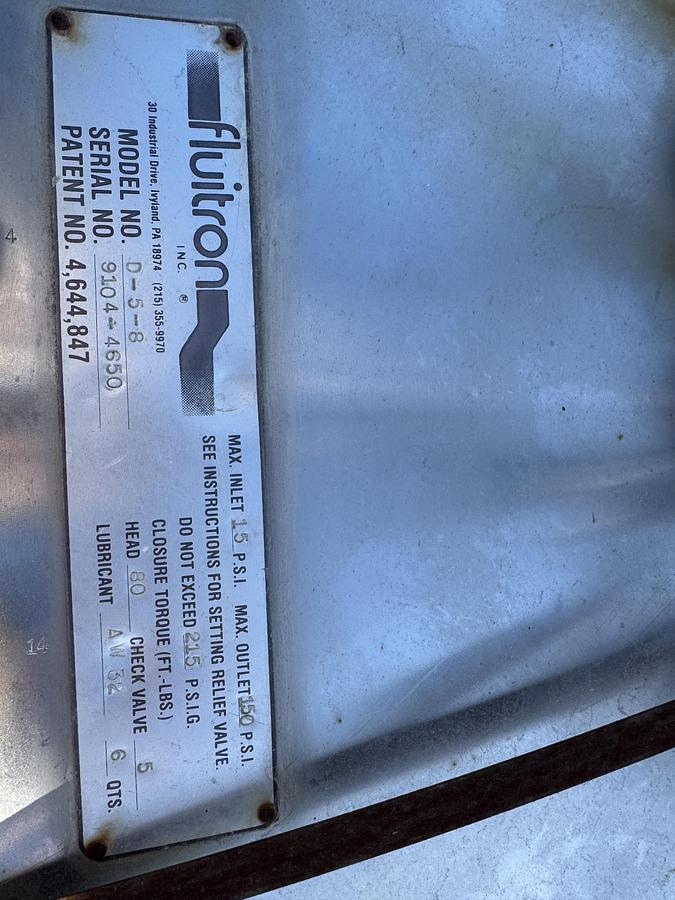 fluitron
INC. ®
30 Industrial Drive, Ivyland, PA 18974 (215) 355-9970
MODEL NO. D-5-8
SERIAL NO. 9104-4650
PATENT NO. 4,644,847
MAX. INLET 15 P.S.I. MAX. OUTLET 150 P.S.I.
SEE INSTRUCTIONS FOR SETTING RELIEF VALVE.
DO NOT EXCEED 215 P.S.I.G.
CLOSURE TORQUE (FT.-LBS.)
HEAD 80 CHECK VALVE 5
LUBRICANT AW 32 6 QTS.
4
14